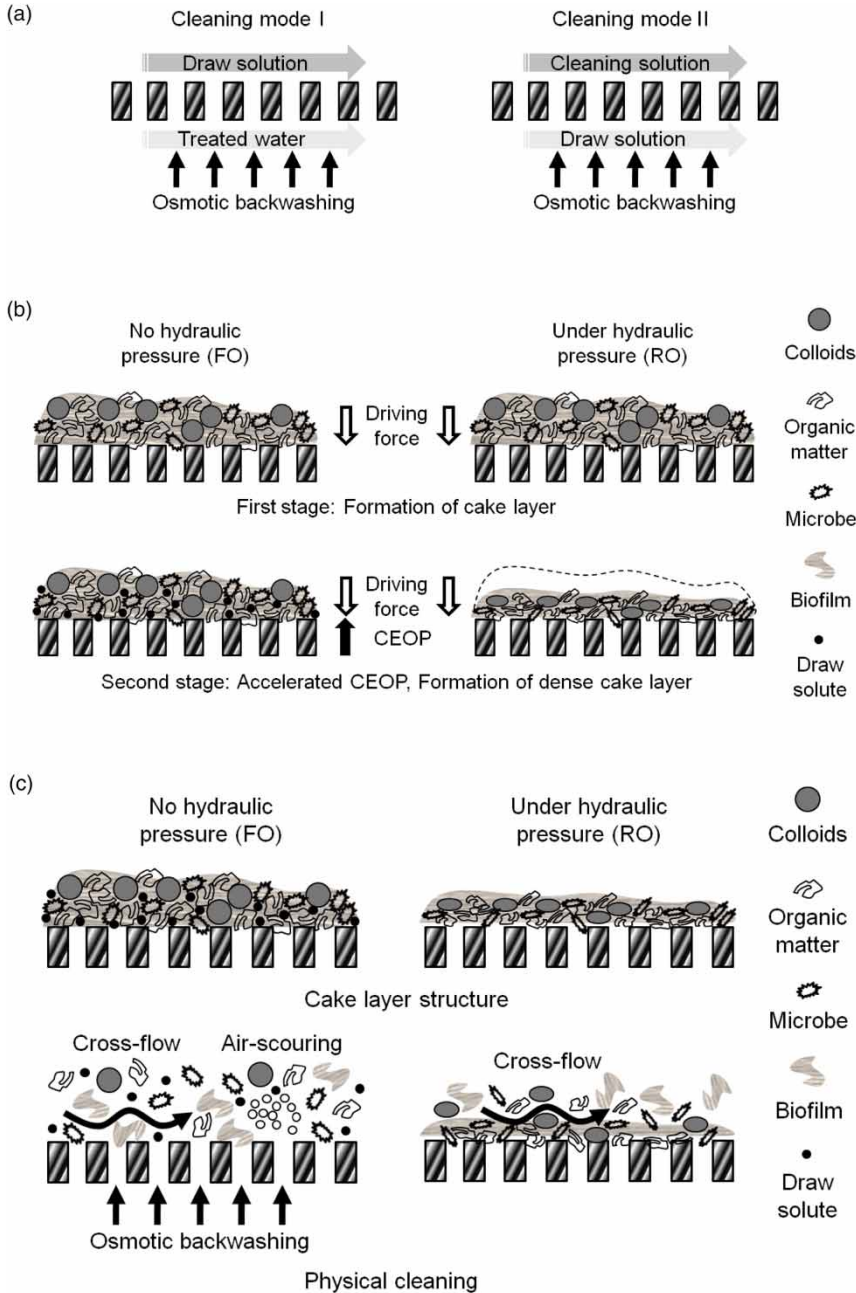 (a)
Cleaning mode I
Draw solution
Treated water
Osmotic backwashing
Cleaning mode II
Cleaning solution
Draw solution
Osmotic backwashing
(b)
No hydraulic
pressure (FO)
Under hydraulic
pressure (RO)
Driving
force
First stage: Formation of cake layer
Driving
force
CEOP
Second stage: Accelerated CEOP, Formation of dense cake layer
Colloids
Organic
matter
Microbe
Biofilm
Draw
solute
(c)
No hydraulic
pressure (FO)
Under hydraulic
pressure (RO)
Cake layer structure
Cross-flow
Air-scouring
Cross-flow
Osmotic backwashing
Physical cleaning
Colloids
Organic
matter
Microbe
Biofilm
Draw
solute